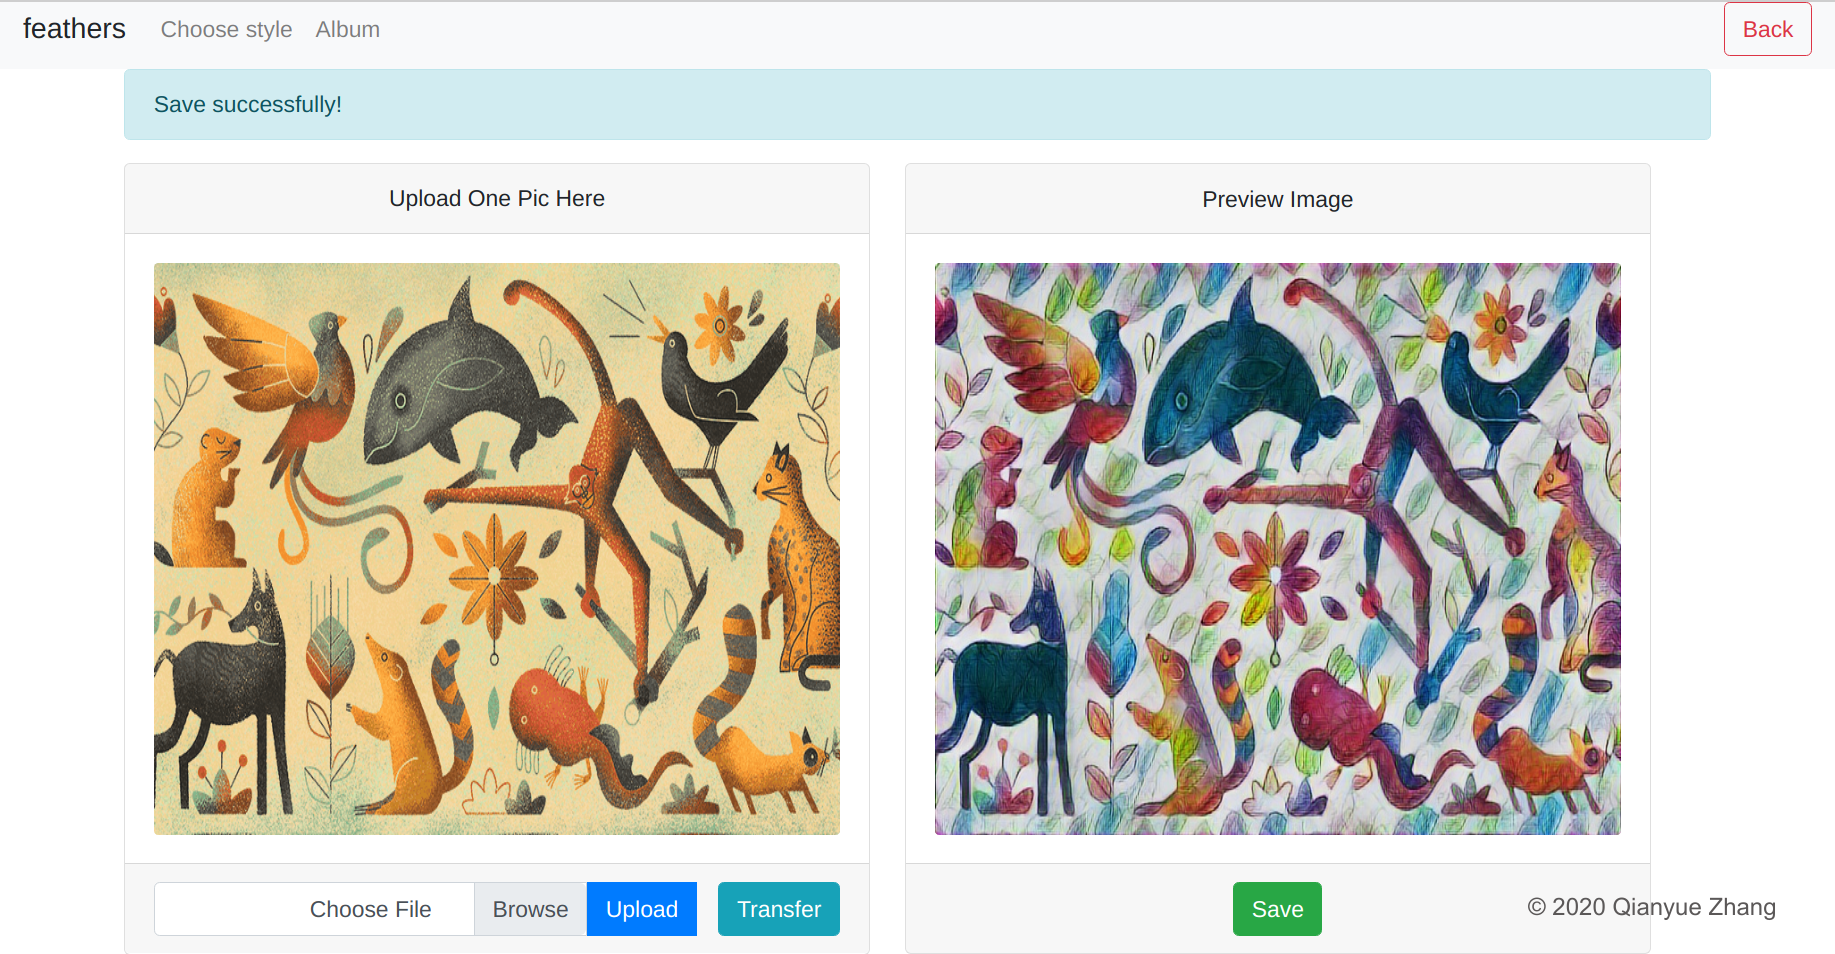 feathers Choose style Album Back
Save successfully!
Upload One Pic Here
Preview Image
Choose File Browse Upload Transfer
Save
© 2020 Qianyue Zhang